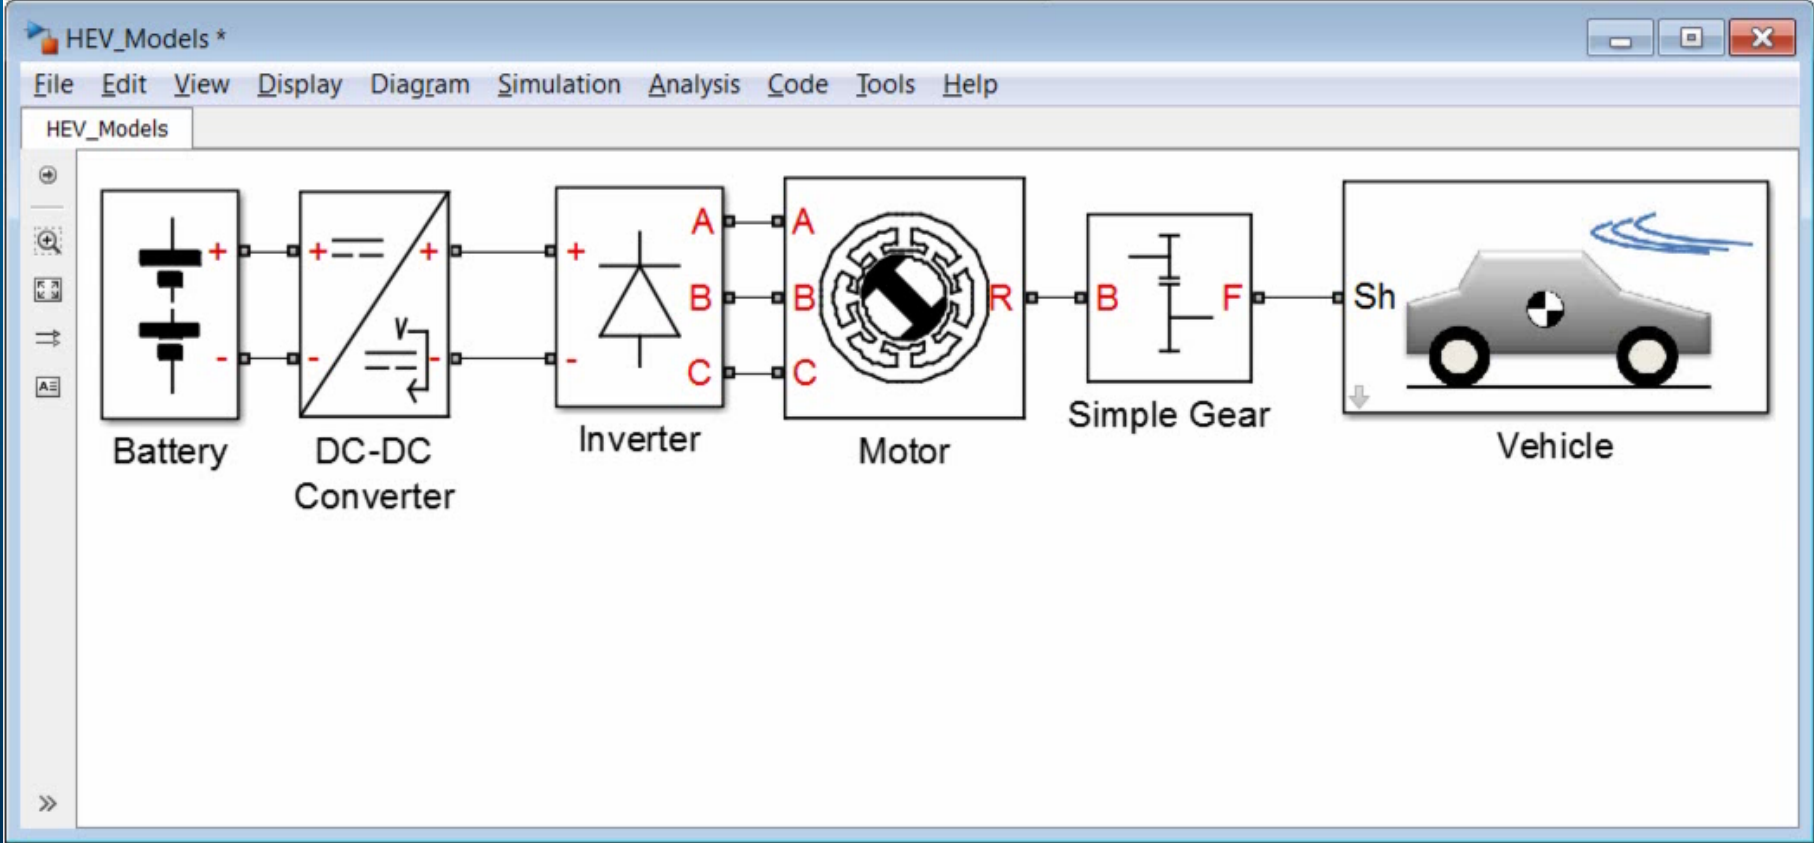 HEV_Models *
File Edit View Display Diagram Simulation Analysis Code Tools Help
HEV_Models
A A
+ + + +
V
B B R B F Sh
- - - -
C C
Battery
DC-DC
Converter
Inverter
Motor
Simple Gear
Vehicle